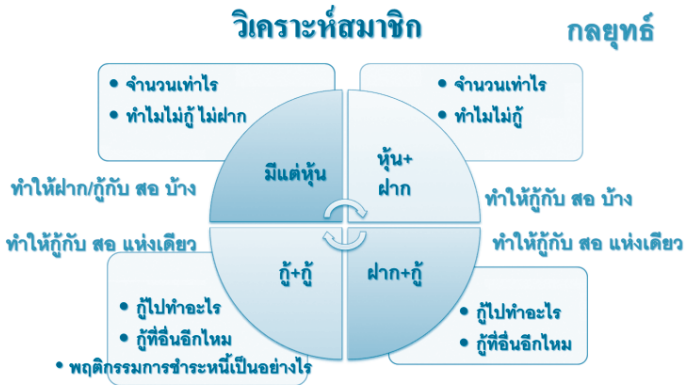 วิเคราะห์สมาชิก
กลยุทธ์
• จำนวนเท่าไร
• ทำไมไม่กู้ ไม่ฝาก
• จำนวนเท่าไร
• ทำไมไม่กู้
มีแต่หุ้น
หุ้น+
ฝาก
ทำให้ฝาก/กู้กับ สอ บ้าง
ทำให้กู้กับ สอ บ้าง
ทำให้กู้กับ สอ แห่งเดียว
ทำให้กู้กับ สอ แห่งเดียว
กู้+กู้
ฝาก+กู้
• กู้ไปทำอะไร
• กู้ที่อื่นอีกไหม
• พฤติกรรมการชำระหนี้เป็นอย่างไร
• กู้ไปทำอะไร
• กู้ที่อื่นอีกไหม